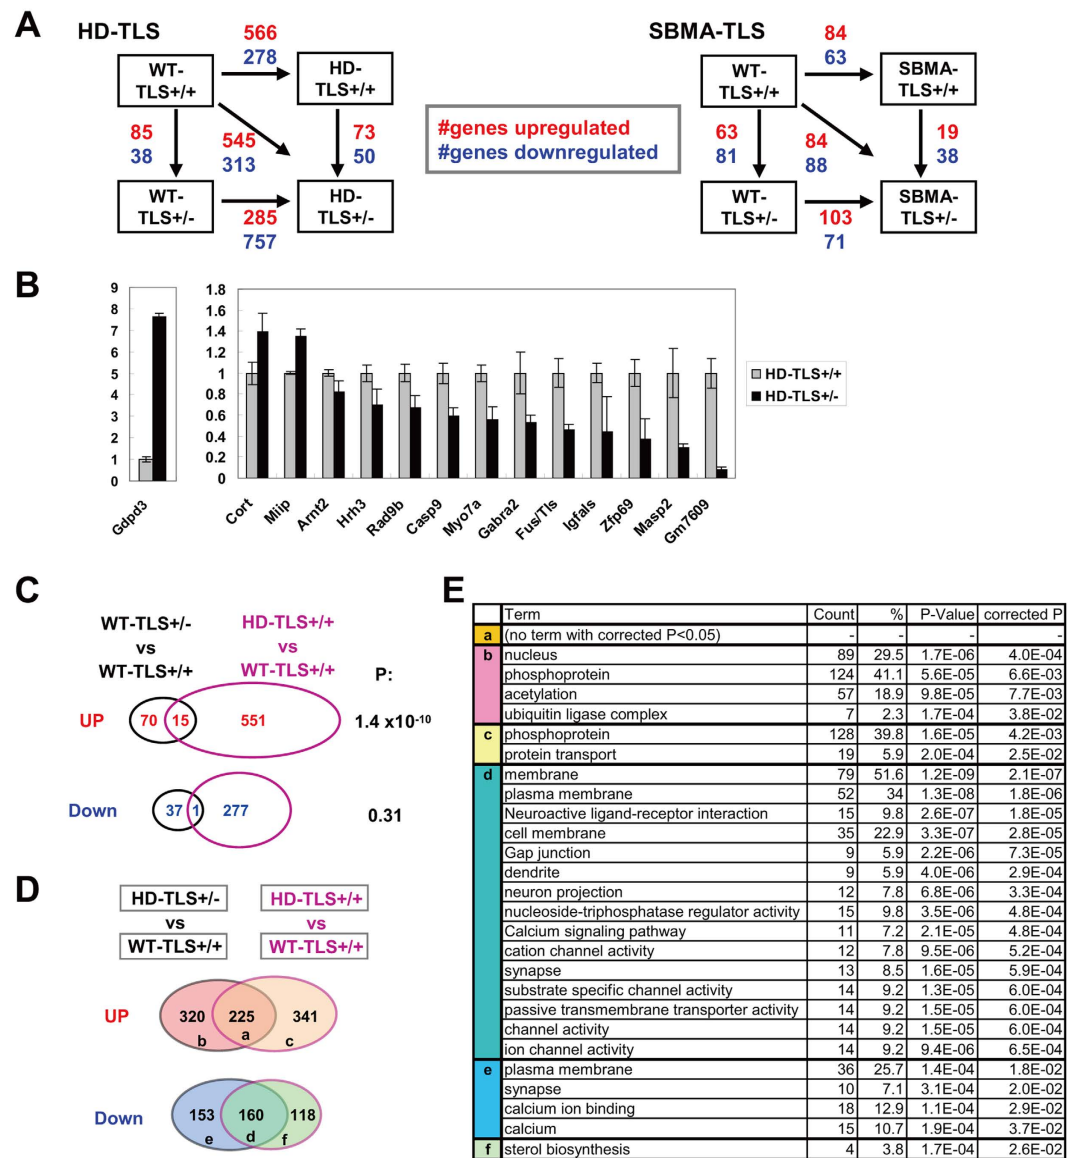 A
HD-TLS
566
278
WT-
TLS+/+
HD-
TLS+/+
85
38
545
313
73
50
WT-
TLS+/-
HD-
TLS+/-
285
757
#genes upregulated
#genes downregulated
SBMA-TLS
84
63
WT-
TLS+/+
SBMA-
TLS+/+
63
81
84
88
19
38
WT-
TLS+/-
SBMA-
TLS+/-
103
71
B
9
8
7
6
5
4
3
2
1
0
Gdpd3
1.8
1.6
1.4
1.2
1
0.8
0.6
0.4
0.2
0
Cort
Miip
Arnt2
Hrh3
Rad9b
Casp9
Myo7a
Gabra2
Fus/Tls
Igfals
Zfp69
Masp2
Gm7609
HD-TLS+/+
HD-TLS+/-
C
WT-TLS+/-
vs
WT-TLS+/+
HD-TLS+/+
vs
WT-TLS+/+
P:
UP 70 15 551 1.4 x10-10
Down 37 1 277 0.31
D
HD-TLS+/-
vs
WT-TLS+/+
HD-TLS+/+
vs
WT-TLS+/+
UP 320 225 341
b a c
Down 153 160 118
e d f
E
Term Count % P-Value corrected P
a (no term with corrected P<0.05) - - - -
b nucleus 89 29.5 1.7E-06 4.0E-04
phosphoprotein 124 41.1 5.6E-05 6.6E-03
acetylation 57 18.9 9.8E-05 7.7E-03
ubiquitin ligase complex 7 2.3 1.7E-04 3.8E-02
c phosphoprotein 128 39.8 1.6E-05 4.2E-03
protein transport 19 5.9 2.0E-04 2.5E-02
d membrane 79 51.6 1.2E-09 2.1E-07
plasma membrane 52 34 1.3E-08 1.8E-06
Neuroactive ligand-receptor interaction 15 9.8 2.6E-07 1.8E-05
cell membrane 35 22.9 3.3E-07 2.8E-05
Gap junction 9 5.9 2.2E-06 7.3E-05
dendrite 9 5.9 4.0E-06 2.9E-04
neuron projection 12 7.8 6.8E-06 3.3E-04
nucleoside-triphosphatase regulator activity 15 9.8 3.5E-06 4.8E-04
Calcium signaling pathway 11 7.2 2.1E-05 4.8E-04
cation channel activity 12 7.8 9.5E-06 5.2E-04
synapse 13 8.5 1.6E-05 5.9E-04
substrate specific channel activity 14 9.2 1.3E-05 6.0E-04
passive transmembrane transporter activity 14 9.2 1.5E-05 6.0E-04
channel activity 14 9.2 1.5E-05 6.0E-04
ion channel activity 14 9.2 9.4E-06 6.5E-04
e plasma membrane 36 25.7 1.4E-04 1.8E-02
synapse 10 7.1 3.1E-04 2.0E-02
calcium ion binding 18 12.9 1.1E-04 2.9E-02
calcium 15 10.7 1.9E-04 3.7E-02
f sterol biosynthesis 4 3.8 1.7E-04 2.6E-02